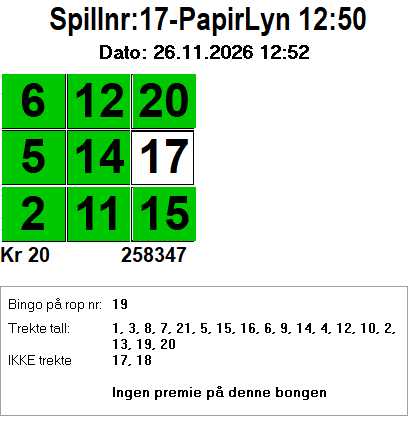 Spillnr:17-PapirLyn 12:50
Dato: 26.11.2026 12:52
6 12 20
5 14 17
2 11 15
Kr 20 258347
Bingo på rop nr: 19
Trekte tall: 1, 3, 8, 7, 21, 5, 15, 16, 6, 9, 14, 4, 12, 10, 2,
13, 19, 20
IKKE trekte 17, 18
Ingen premie på denne bongen